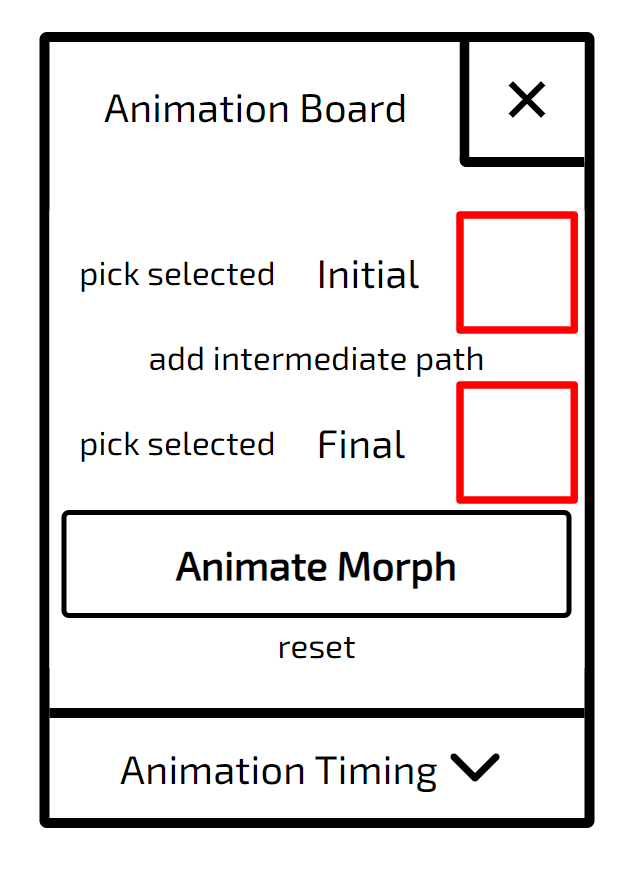 Animation Board
pick selected Initial
add intermediate path
pick selected Final
Animate Morph
reset
Animation Timing